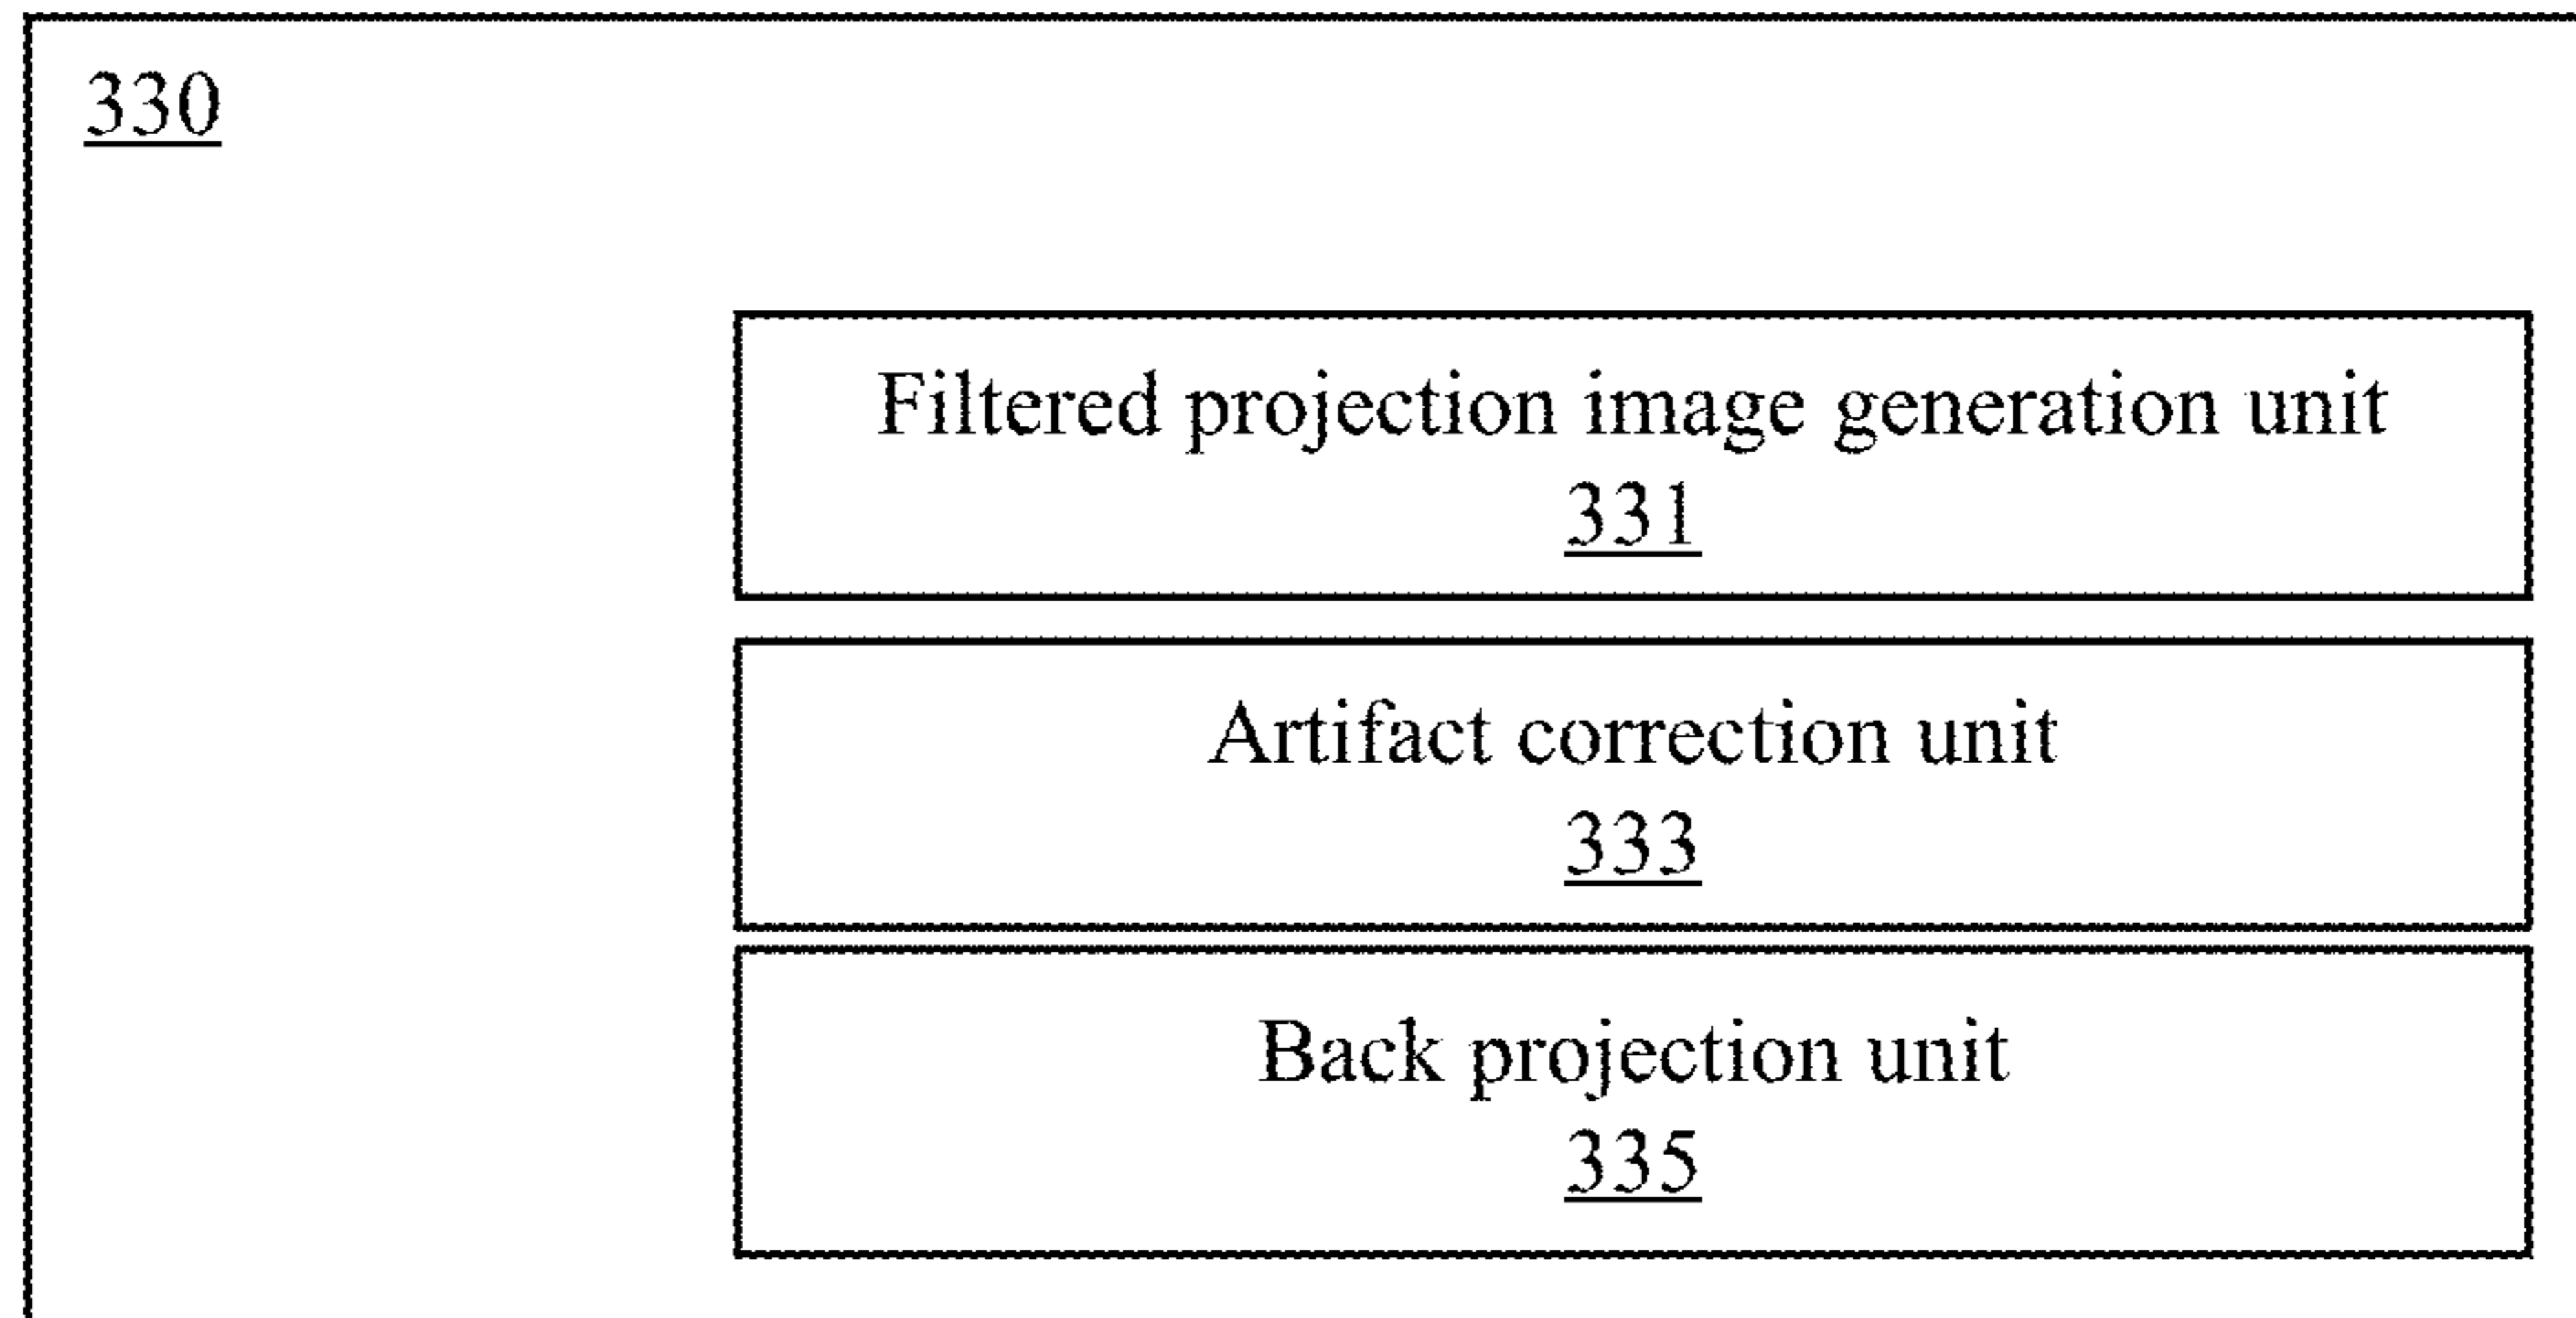 330
Filtered projection image generation unit
331
Artifact correction unit
333
Back projection unit
335